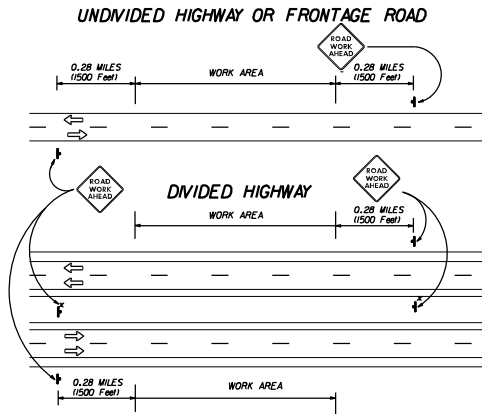 UNDIVIDED HIGHWAY OR FRONTAGE ROAD
ROAD
WORK
AHEAD
0.28 MILES
(1500 Feet)
WORK AREA
0.28 MILES
(1500 Feet)
ROAD
WORK
AHEAD
DIVIDED HIGHWAY
ROAD
WORK
AHEAD
WORK AREA
0.28 MILES
(1500 Feet)
x
x
0.28 MILES
(1500 Feet)
WORK AREA